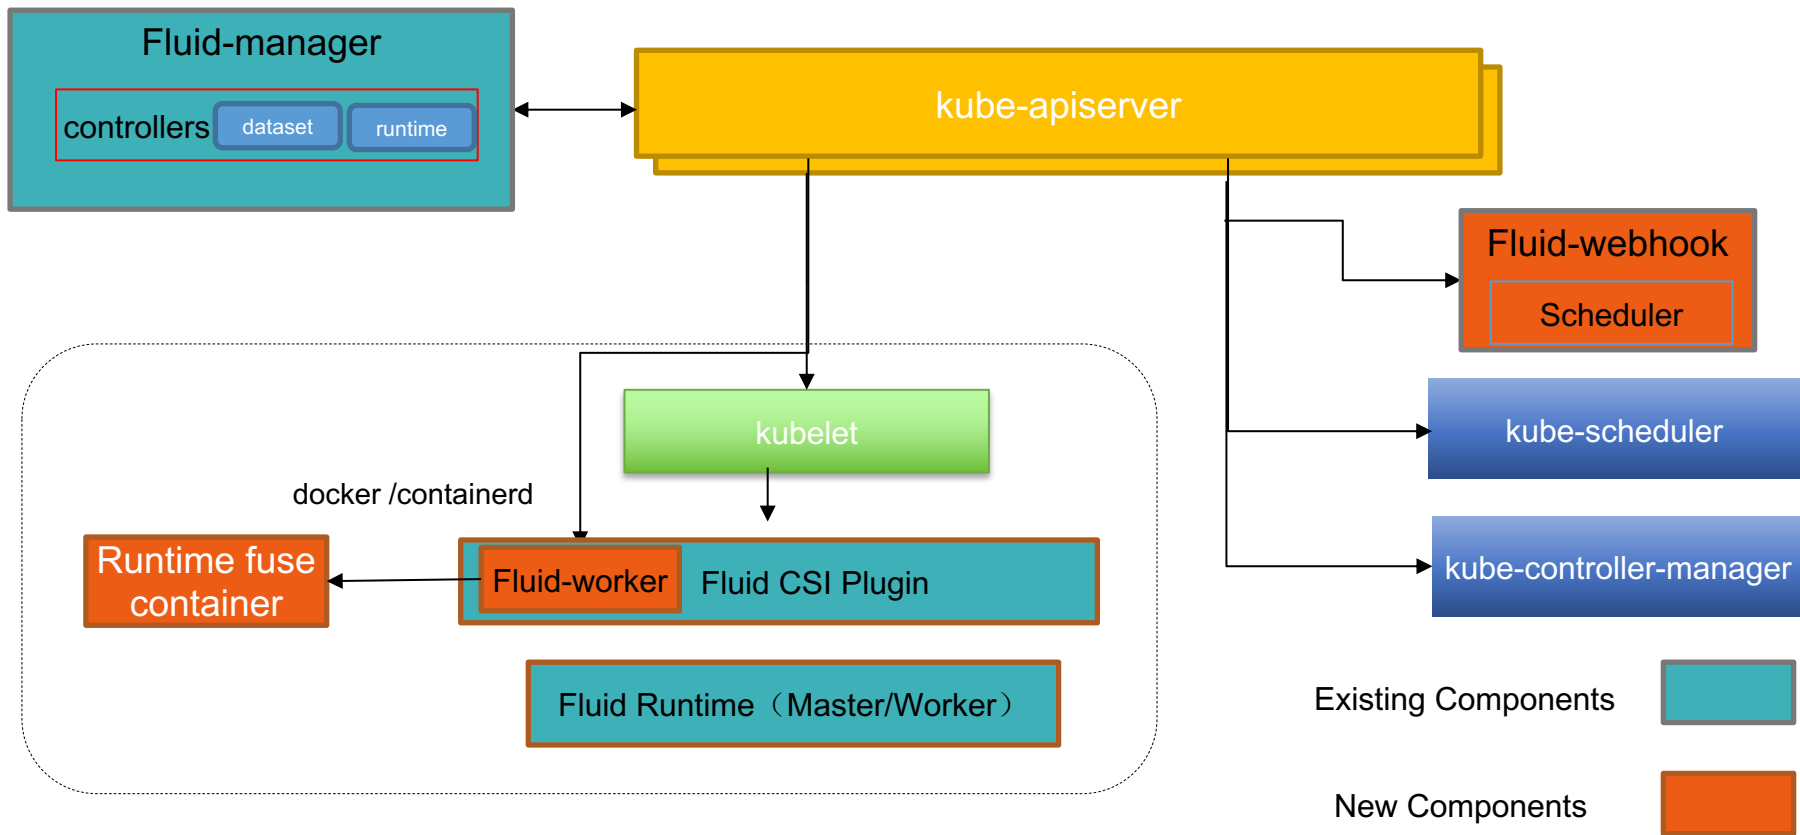 Fluid-manager
controllers
dataset
runtime
kube-apiserver
Fluid-webhook
Scheduler
kubelet
kube-scheduler
docker /containerd
Runtime fuse
container
Fluid-worker
Fluid CSI Plugin
kube-controller-manager
Fluid Runtime（Master/Worker）
Existing Components
New Components